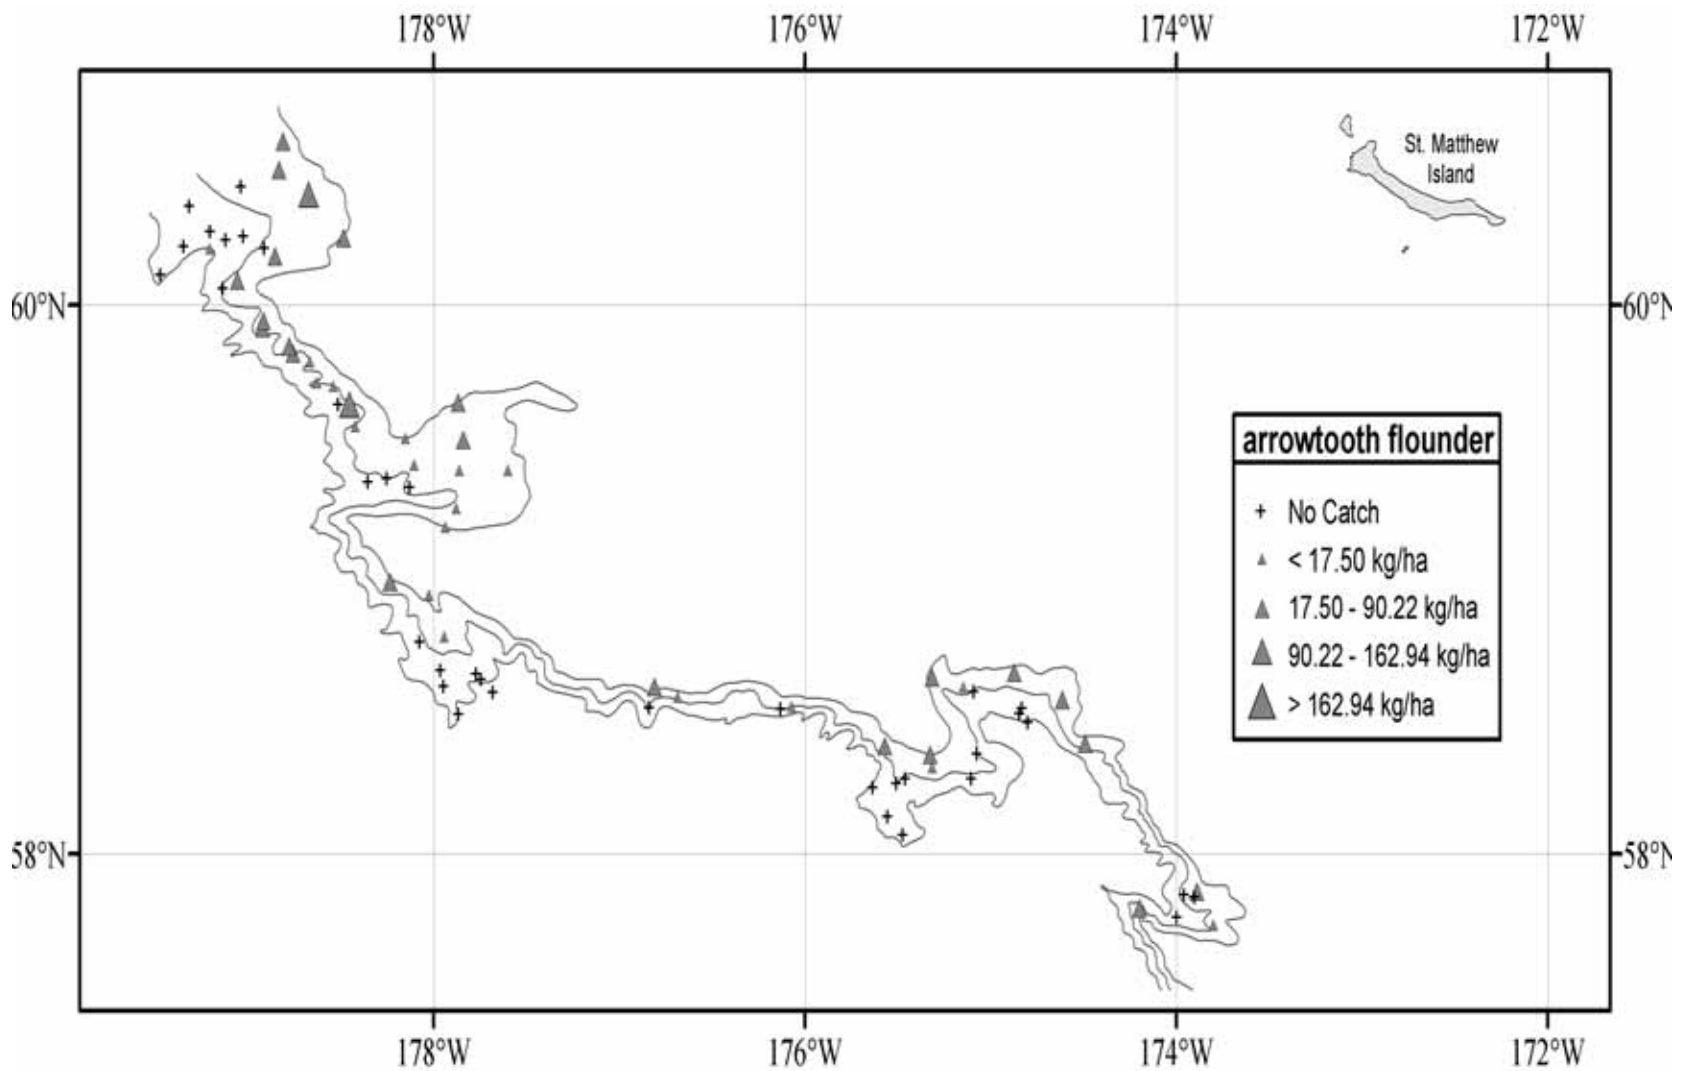 178°W 176°W 174°W 172°W
St. Matthew
Island
60°N 60°N
arrowtooth flounder
No Catch
< 17.50 kg/ha
17.50 - 90.22 kg/ha
90.22 - 162.94 kg/ha
> 162.94 kg/ha
58°N 58°N
178°W 176°W 174°W 172°W